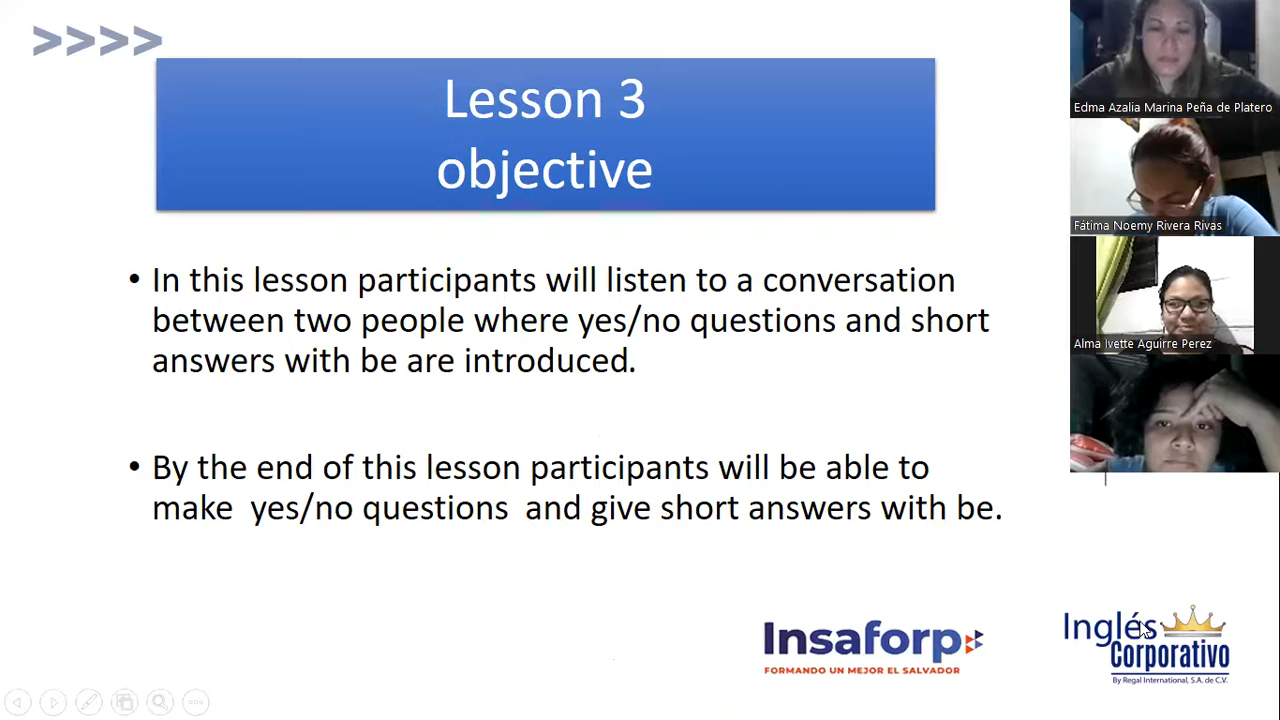 >>>>
Lesson 3
objective
• In this lesson participants will listen to a conversation
between two people where yes/no questions and short
answers with be are introduced.
• By the end of this lesson participants will be able to
make  yes/no questions  and give short answers with be.
Insaforp
FORMANDO UN MEJOR EL SALVADOR
Inglés
Corporativo
By Regal International, S.A. de C.V.
Edma Azalia Marina Peña de Platero
Fátima Noemy Rivera Rivas
Alma Ivette Aguirre Perez